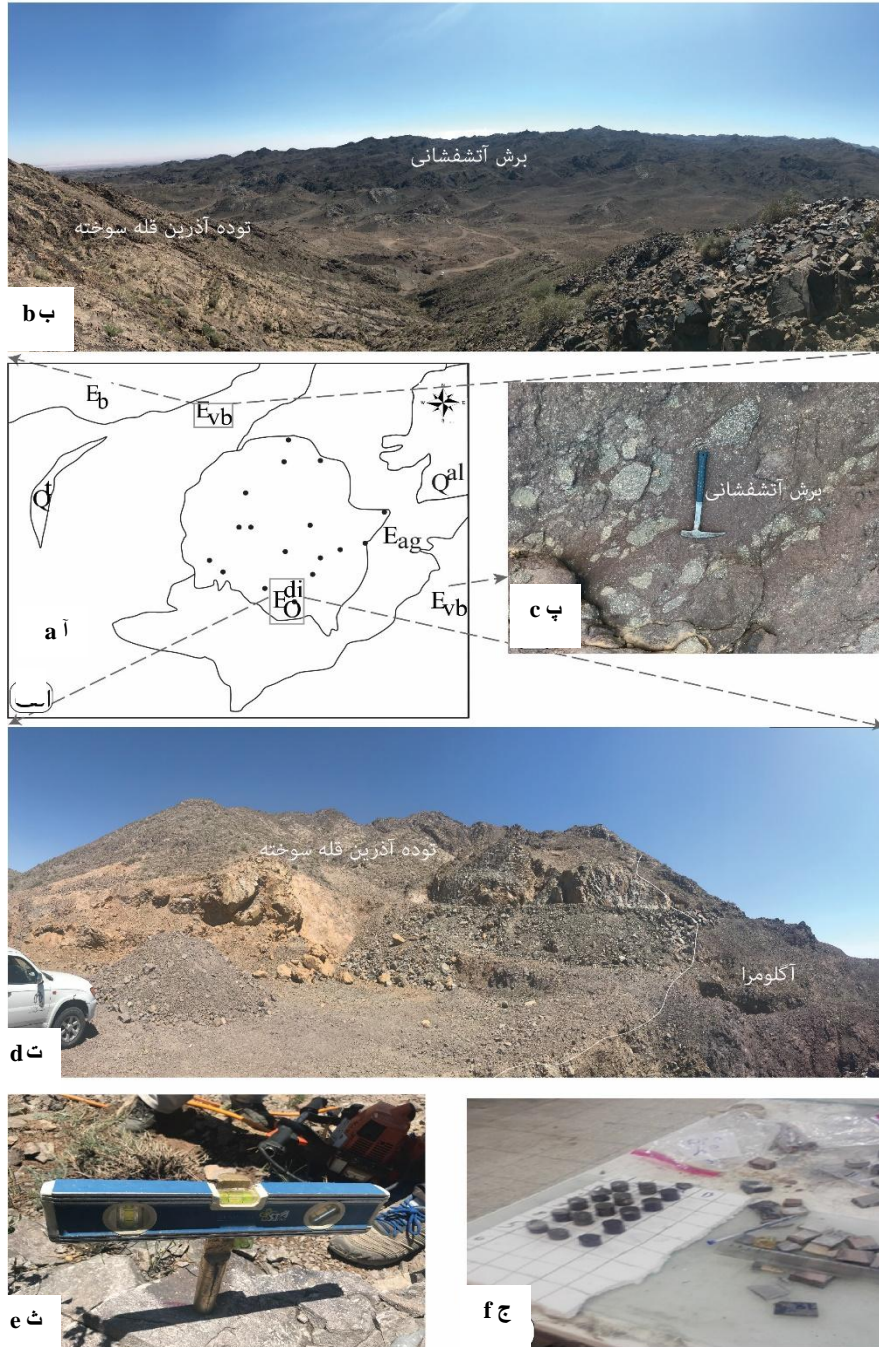 برش آتشفشانی
توده آذرین قله سوخته
ب b
Eb
Evb
Qal
Qt
Eag
برش آتشفشانی
Evb
پ c
آ a
توده آذرین قله سوخته
آگلومرا
ت d
ث e
ج f